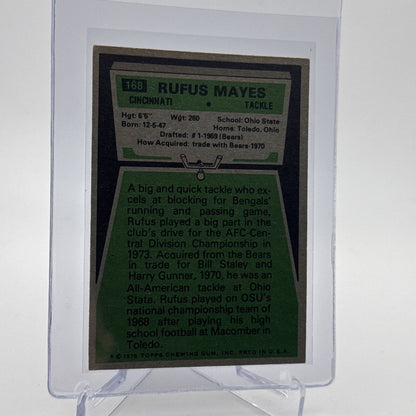 168 RUFUS MAYES
CINCINNATI • TACKLE
Hgt: 6'5" Wgt: 260 School: Ohio State
Born: 12-5-47 Home: Toledo, Ohio
Drafted: #1-1969 (Bears)
How Acquired: trade with Bears-1970
A big and quick tackle who ex-
cels at blocking for Bengals'
running and passing game,
Rufus played a big part in the
club's drive for the AFC-Cen-
tral Division Championship in
1973. Acquired from the Bears
in trade for Bill Staley and
Harry Gunner, 1970, he was an
All-American tackle at Ohio
State. Rufus played on OSU's
national championship team of
1968 after playing his high
school football at Macomber in
Toledo.
© 1975 TOPPS CHEWING GUM, INC. PRTD IN U.S.A.